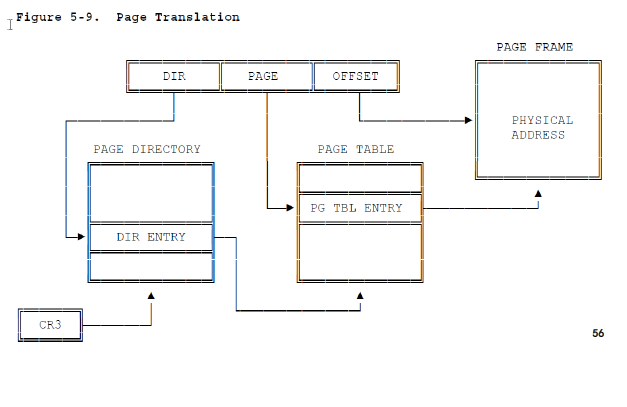 Figure 5-9.  Page Translation
PAGE FRAME
DIR PAGE OFFSET
PHYSICAL
ADDRESS
PAGE DIRECTORY PAGE TABLE
PG TBL ENTRY
DIR ENTRY
CR3
56